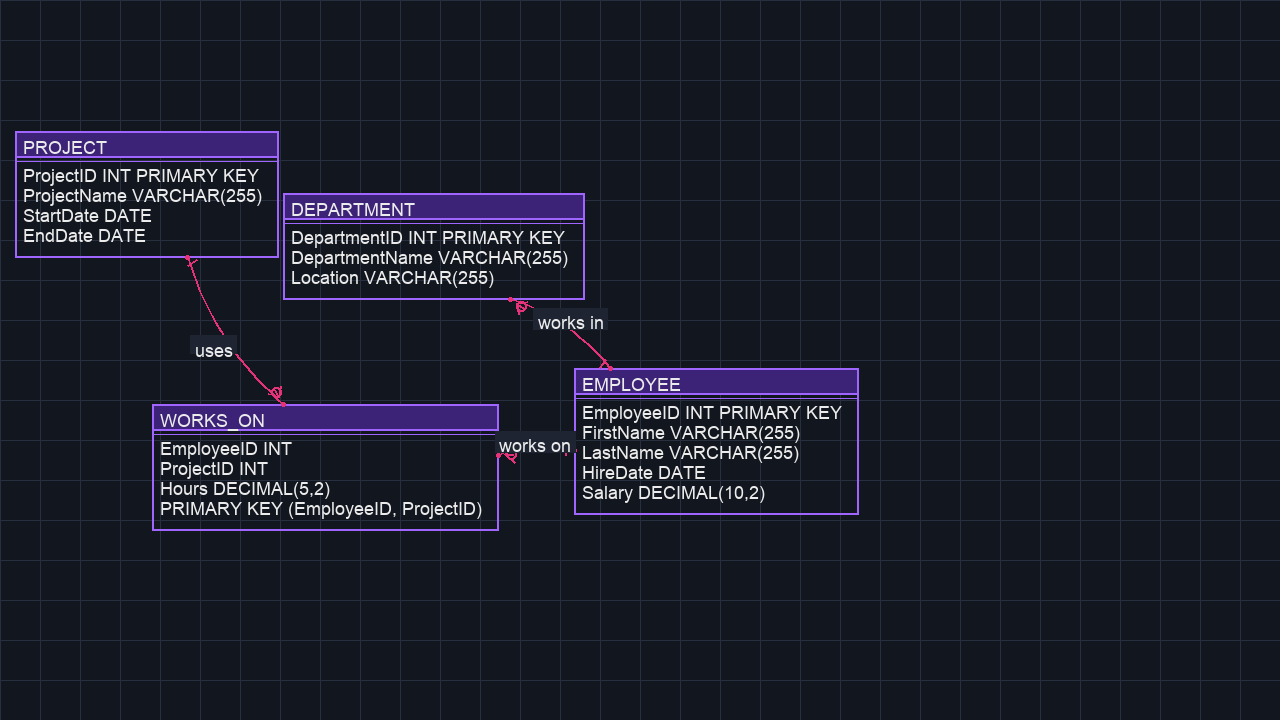 PROJECT
ProjectID INT PRIMARY KEY
ProjectName VARCHAR(255)
StartDate DATE
EndDate DATE
DEPARTMENT
DepartmentID INT PRIMARY KEY
DepartmentName VARCHAR(255)
Location VARCHAR(255)
works in
uses
EMPLOYEE
EmployeeID INT PRIMARY KEY
FirstName VARCHAR(255)
LastName VARCHAR(255)
HireDate DATE
Salary DECIMAL(10,2)
works on
WORKS_ON
EmployeeID INT
ProjectID INT
Hours DECIMAL(5,2)
PRIMARY KEY (EmployeeID, ProjectID)